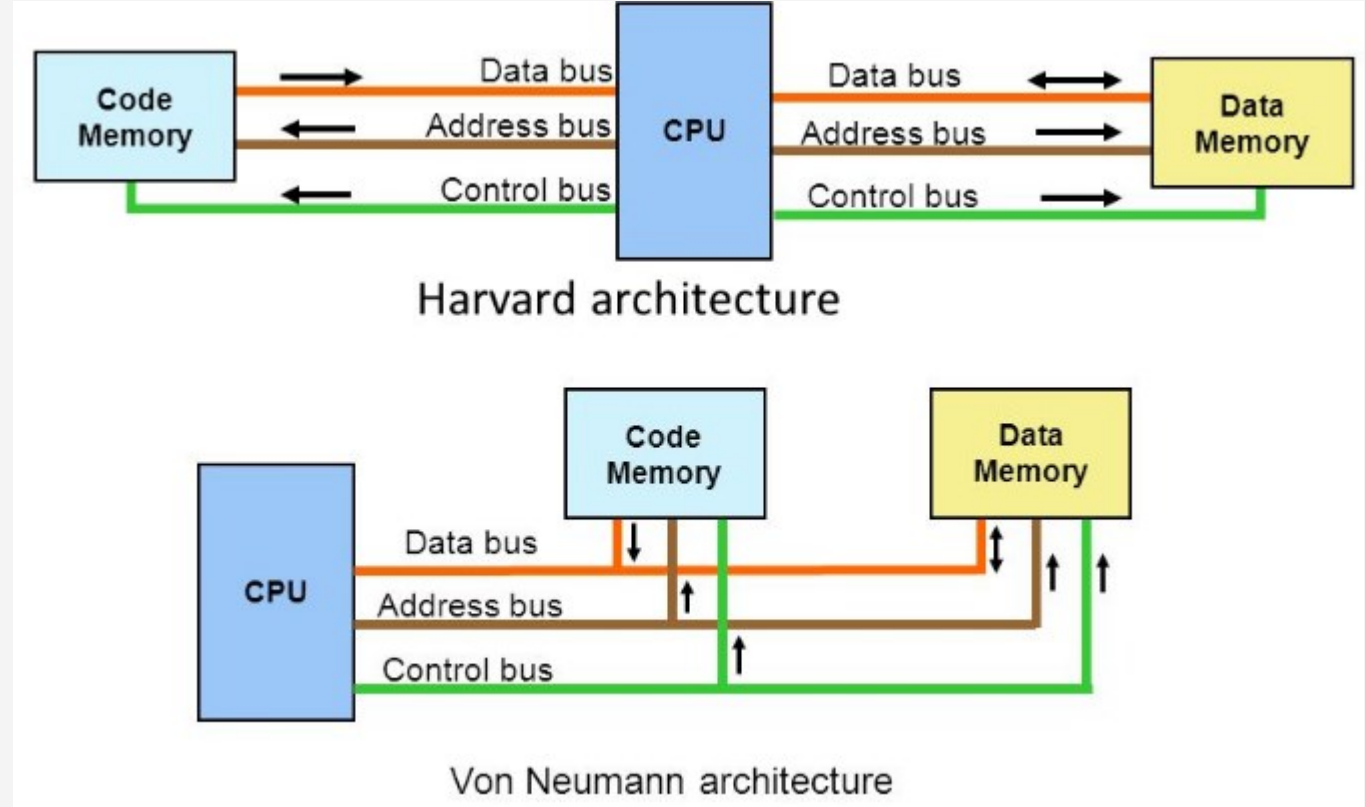 Code
Memory
Data bus
Address bus
Control bus
CPU
Data bus
Address bus
Control bus
Data
Memory
Harvard architecture
CPU
Data bus
Address bus
Control bus
Code
Memory
Data
Memory
Von Neumann architecture